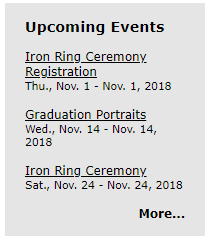 Upcoming Events
Iron Ring Ceremony
Registration
Thu., Nov. 1 - Nov. 1, 2018
Graduation Portraits
Wed., Nov. 14 - Nov. 14,
2018
Iron Ring Ceremony
Sat., Nov. 24 - Nov. 24, 2018
More...